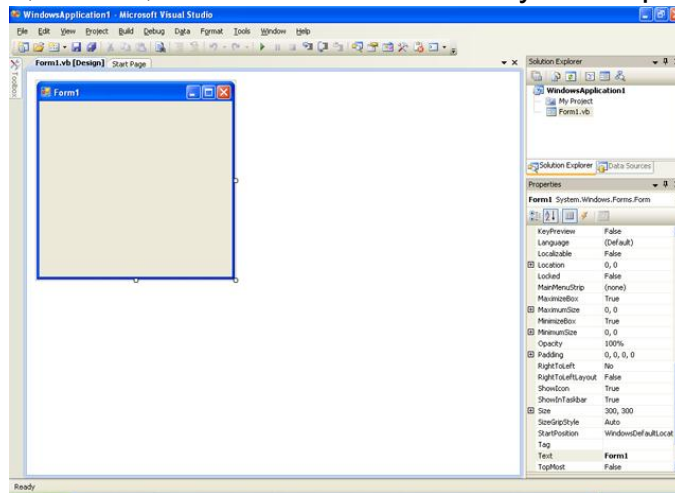 WindowsApplication1 - Microsoft Visual Studio
File Edit View Project Build Debug Data Format Tools Window Help
Form1.vb [Design] Start Page
Toolbox
Form1
Solution Explorer
WindowsApplication1
My Project
Form1.vb
Solution Explorer Data Sources
Properties
Form1 System.Windows.Forms.Form
KeyPreview False
Language (Default)
Localizable False
Location 0, 0
Locked False
MainMenuStrip (none)
MaximizeBox True
MaximumSize 0, 0
MinimizeBox True
MinimumSize 0, 0
Opacity 100%
Padding 0, 0, 0, 0
RightToLeft No
RightToLeftLayout False
ShowIcon True
ShowInTaskbar True
Size 300, 300
SizeGripStyle Auto
StartPosition WindowsDefaultLocat
Tag
Text Form1
TopMost False
Ready